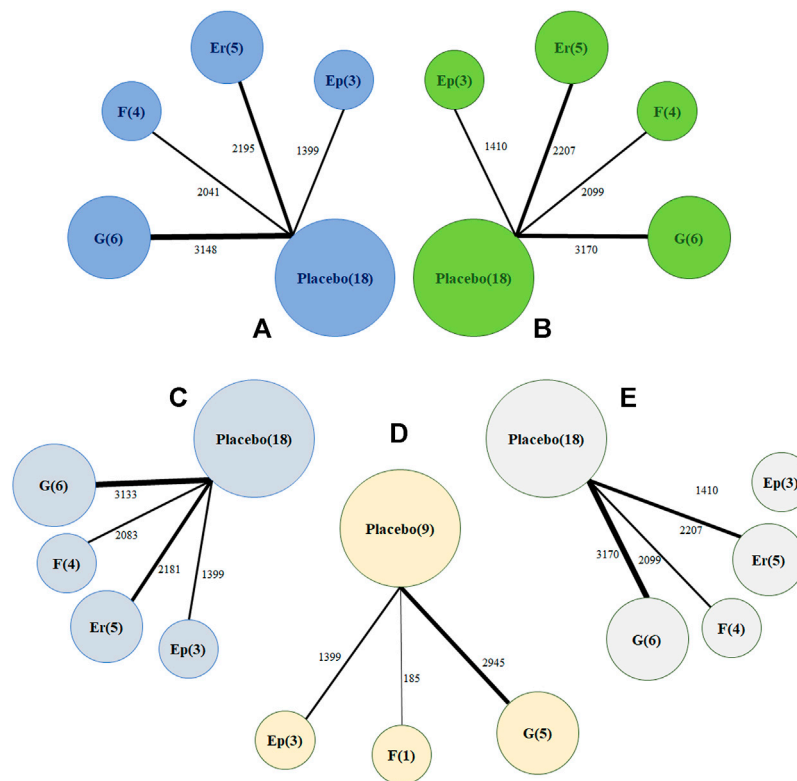 Er(5)
Ep(3)
F(4)
2195
1399
2041
G(6)
3148
Placebo(18)
A
Er(5)
Ep(3)
F(4)
1410
2207
2099
G(6)
3170
Placebo(18)
B
C
Placebo(18)
G(6)
3133
2083
F(4)
2181
1399
Er(5)
Ep(3)
D
Placebo(9)
1399
185
2945
Ep(3)
F(1)
G(5)
E
Placebo(18)
Ep(3)
1410
2207
3170
2099
Er(5)
F(4)
G(6)